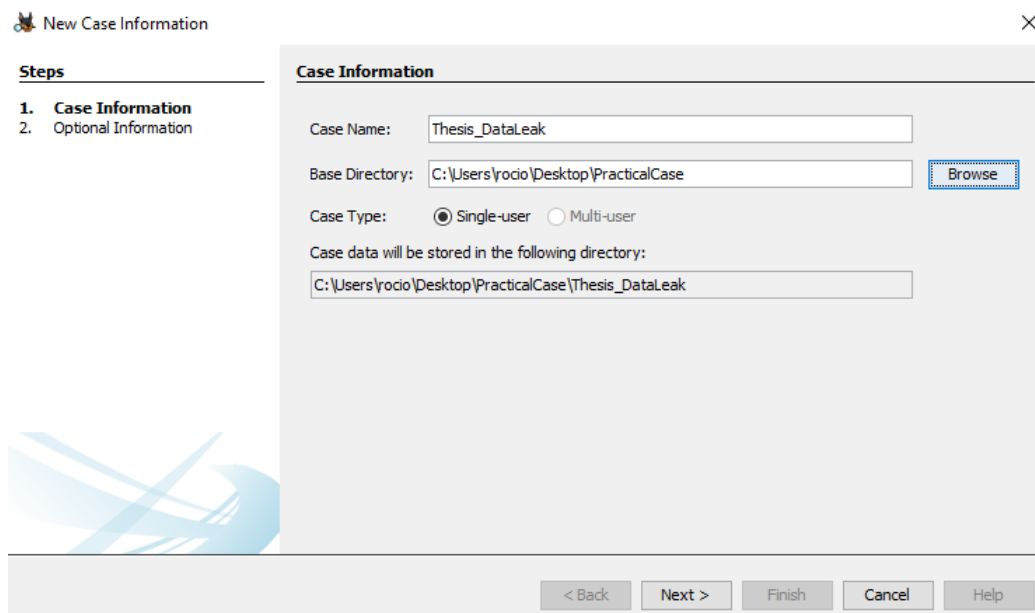 New Case Information
Steps
1. Case Information
2. Optional Information
Case Information
Case Name: Thesis_DataLeak
Base Directory: C:\Users\rocio\Desktop\PracticalCase Browse
Case Type: Single-user Multi-user
Case data will be stored in the following directory:
C:\Users\rocio\Desktop\PracticalCase\Thesis_DataLeak
< Back Next > Finish Cancel Help